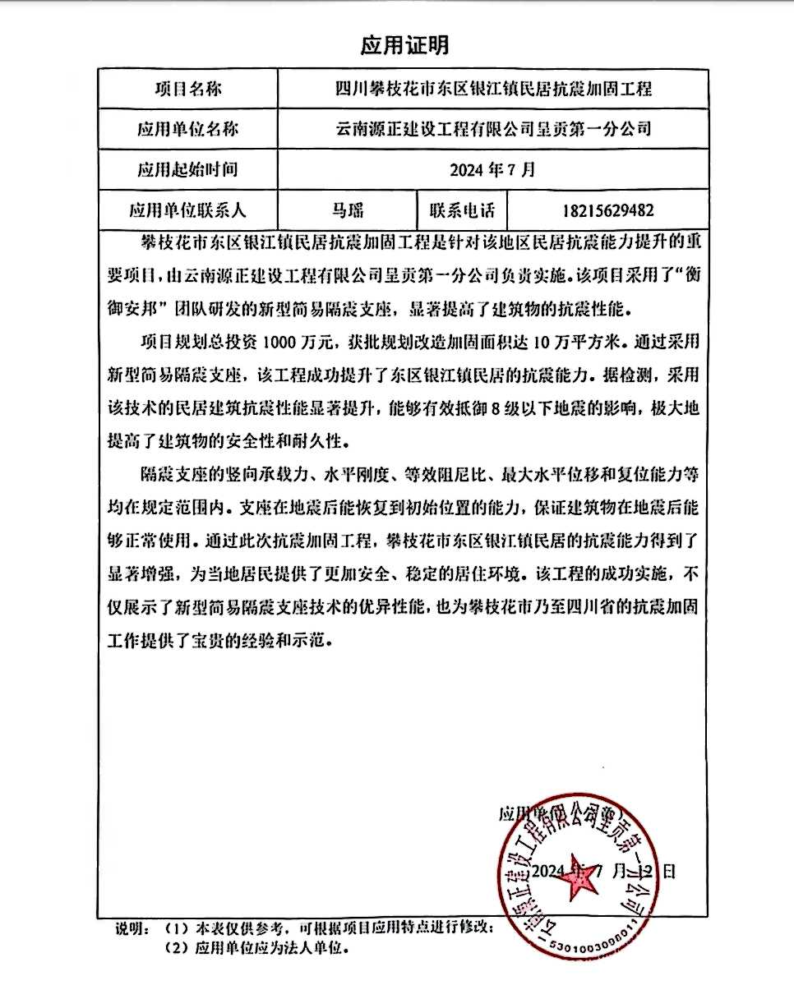 应用证明
项目名称 四川攀枝花市东区银江镇民居抗震加固工程
应用单位名称 云南源正建设工程有限公司呈贡第一分公司
应用起始时间 2024年7月
应用单位联系人 马瑶 联系电话 18215629482
攀枝花市东区银江镇民居抗震加固工程是针对该地区民居抗震能力提升的重
要项目，由云南源正建设工程有限公司呈贡第一分公司负责实施。该项目采用了“衡
御安邦”团队研发的新型简易隔震支座，显著提高了建筑物的抗震性能。
项目规划总投资1000万元，获批规划改造加固面积达10万平方米。通过采用
新型简易隔震支座，该工程成功提升了东区银江镇民居的抗震能力。据检测，采用
该技术的民居建筑抗震性能显著提升，能够有效抵御8级以下地震的影响，极大地
提高了建筑物的安全性和耐久性。
隔震支座的竖向承载力、水平刚度、等效阻尼比、最大水平位移和复位能力等
均在规定范围内。支座在地震后能恢复到初始位置的能力，保证建筑物在地震后能
够正常使用。通过此次抗震加固工程，攀枝花市东区银江镇民居的抗震能力得到了
显著增强，为当地居民提供了更加安全、稳定的居住环境。该工程的成功实施，不
仅展示了新型简易隔震支座技术的优异性能，也为攀枝花市乃至四川省的抗震加固
工作提供了宝贵的经验和示范。
应用单位（公章）
云南源正建设工程有限公司呈贡第一分公司
2024年7月12日
5301003098011
说明：（1）本表仅供参考，可根据项目应用特点进行修改；
（2）应用单位应为法人单位。